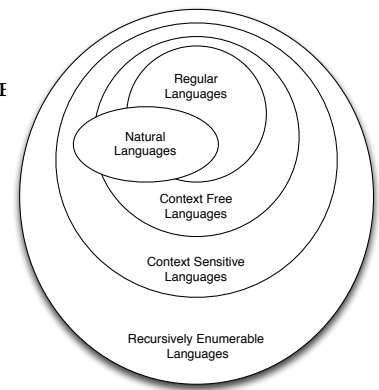 Regular
Languages
Natural
Languages
Context Free
Languages
Context Sensitive
Languages
Recursively Enumerable
Languages